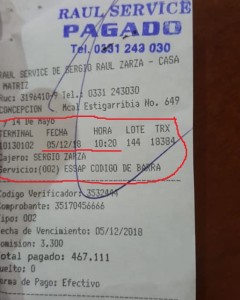 RAUL SERVICE
PAGADO
Tel. 0331 243 030
RAUL SERVICE DE SERGIO RAUL ZARZA - CASA
MATRIZ
Ruc: 3196410-9 Tel.: 0331 243030
CONCEPCION Mcal Estigarribia No. 649
y 14 de Mayo
TERMINAL FECHA HORA LOTE TRX
10130102 05/12/18 10:20 144 18384
Cajero: SERGIO ZARZA
Servicio:(002) ESSAP CODIGO DE BARRA
Codigo Verificador: 3532444
Comprobante: 35170456666
Tipo: 002
Fecha de Vencimiento: 05/12/2018
Comision: 3.300
Total pagado: 467.111
Vuelto: 0
Forma de Pago: Efectivo